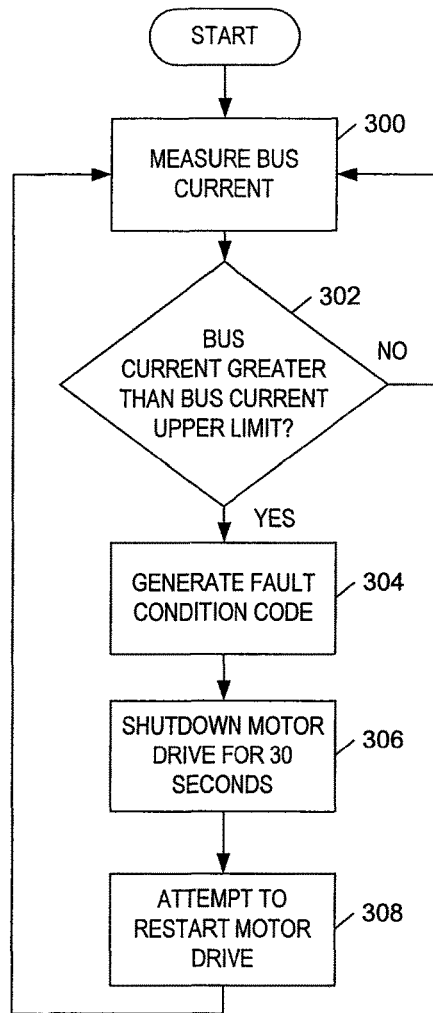 START
300
MEASURE BUS
CURRENT
302
BUS
CURRENT GREATER
THAN BUS CURRENT
UPPER LIMIT?
NO
YES
GENERATE FAULT
CONDITION CODE
304
SHUTDOWN MOTOR
DRIVE FOR 30
SECONDS
306
ATTEMPT TO
RESTART MOTOR
DRIVE
308